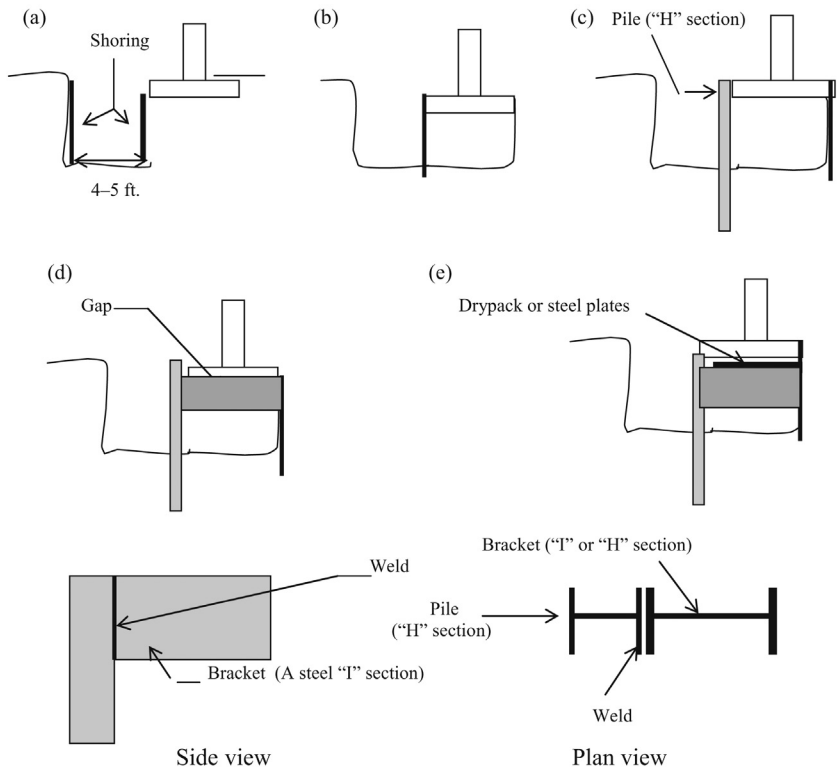 (a)
Shoring
4–5 ft.
(b)
(c)
Pile (“H” section)
(d)
Gap
(e)
Drypack or steel plates
Weld
Bracket (A steel “I” section)
Side view
Bracket (“I” or “H” section)
Pile
(“H” section)
Weld
Plan view